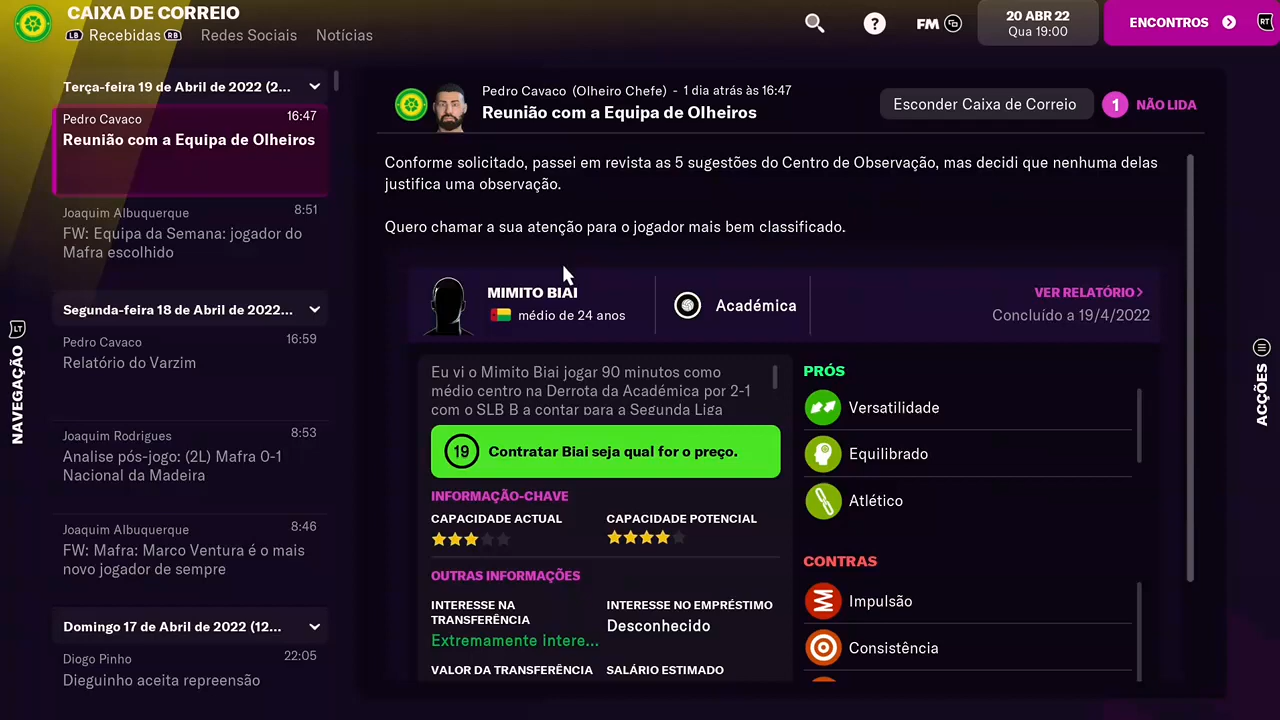 CAIXA DE CORREIO
LB Recebidas RB Redes Sociais Notícias
FM
20 ABR 22
Qua 19:00
ENCONTROS
RT
LT
NAVEGAÇÃO
Terça-feira 19 de Abril de 2022 (2...
Pedro Cavaco 16:47
Reunião com a Equipa de Olheiros
Joaquim Albuquerque 8:51
FW: Equipa da Semana: jogador do
Mafra escolhido
Segunda-feira 18 de Abril de 2022...
Pedro Cavaco 16:59
Relatório do Varzim
Joaquim Rodrigues 8:53
Analise pós-jogo: (2L) Mafra 0-1
Nacional da Madeira
Joaquim Albuquerque 8:46
FW: Mafra: Marco Ventura é o mais
novo jogador de sempre
Domingo 17 de Abril de 2022 (12...
Diogo Pinho 22:05
Dieguinho aceita repreensão
Pedro Cavaco (Olheiro Chefe) - 1 dia atrás às 16:47
Reunião com a Equipa de Olheiros
Esconder Caixa de Correio
1 NÃO LIDA
Conforme solicitado, passei em revista as 5 sugestões do Centro de Observação, mas decidi que nenhuma delas
justifica uma observação.
Quero chamar a sua atenção para o jogador mais bem classificado.
MIMITO BIAI
médio de 24 anos
Académica
VER RELATÓRIO
Concluído a 19/4/2022
Eu vi o Mimito Biai jogar 90 minutos como
médio centro na Derrota da Académica por 2-1
com o SLB B a contar para a Segunda Liga
19 Contratar Biai seja qual for o preço.
INFORMAÇÃO-CHAVE
CAPACIDADE ACTUAL CAPACIDADE POTENCIAL
OUTRAS INFORMAÇÕES
INTERESSE NA
TRANSFERÊNCIA
Extremamente intere...
INTERESSE NO EMPRÉSTIMO
Desconhecido
VALOR DA TRANSFERÊNCIA SALÁRIO ESTIMADO
PRÓS
Versatilidade
Equilibrado
Atlético
CONTRAS
Impulsão
Consistência
ACÇÕES